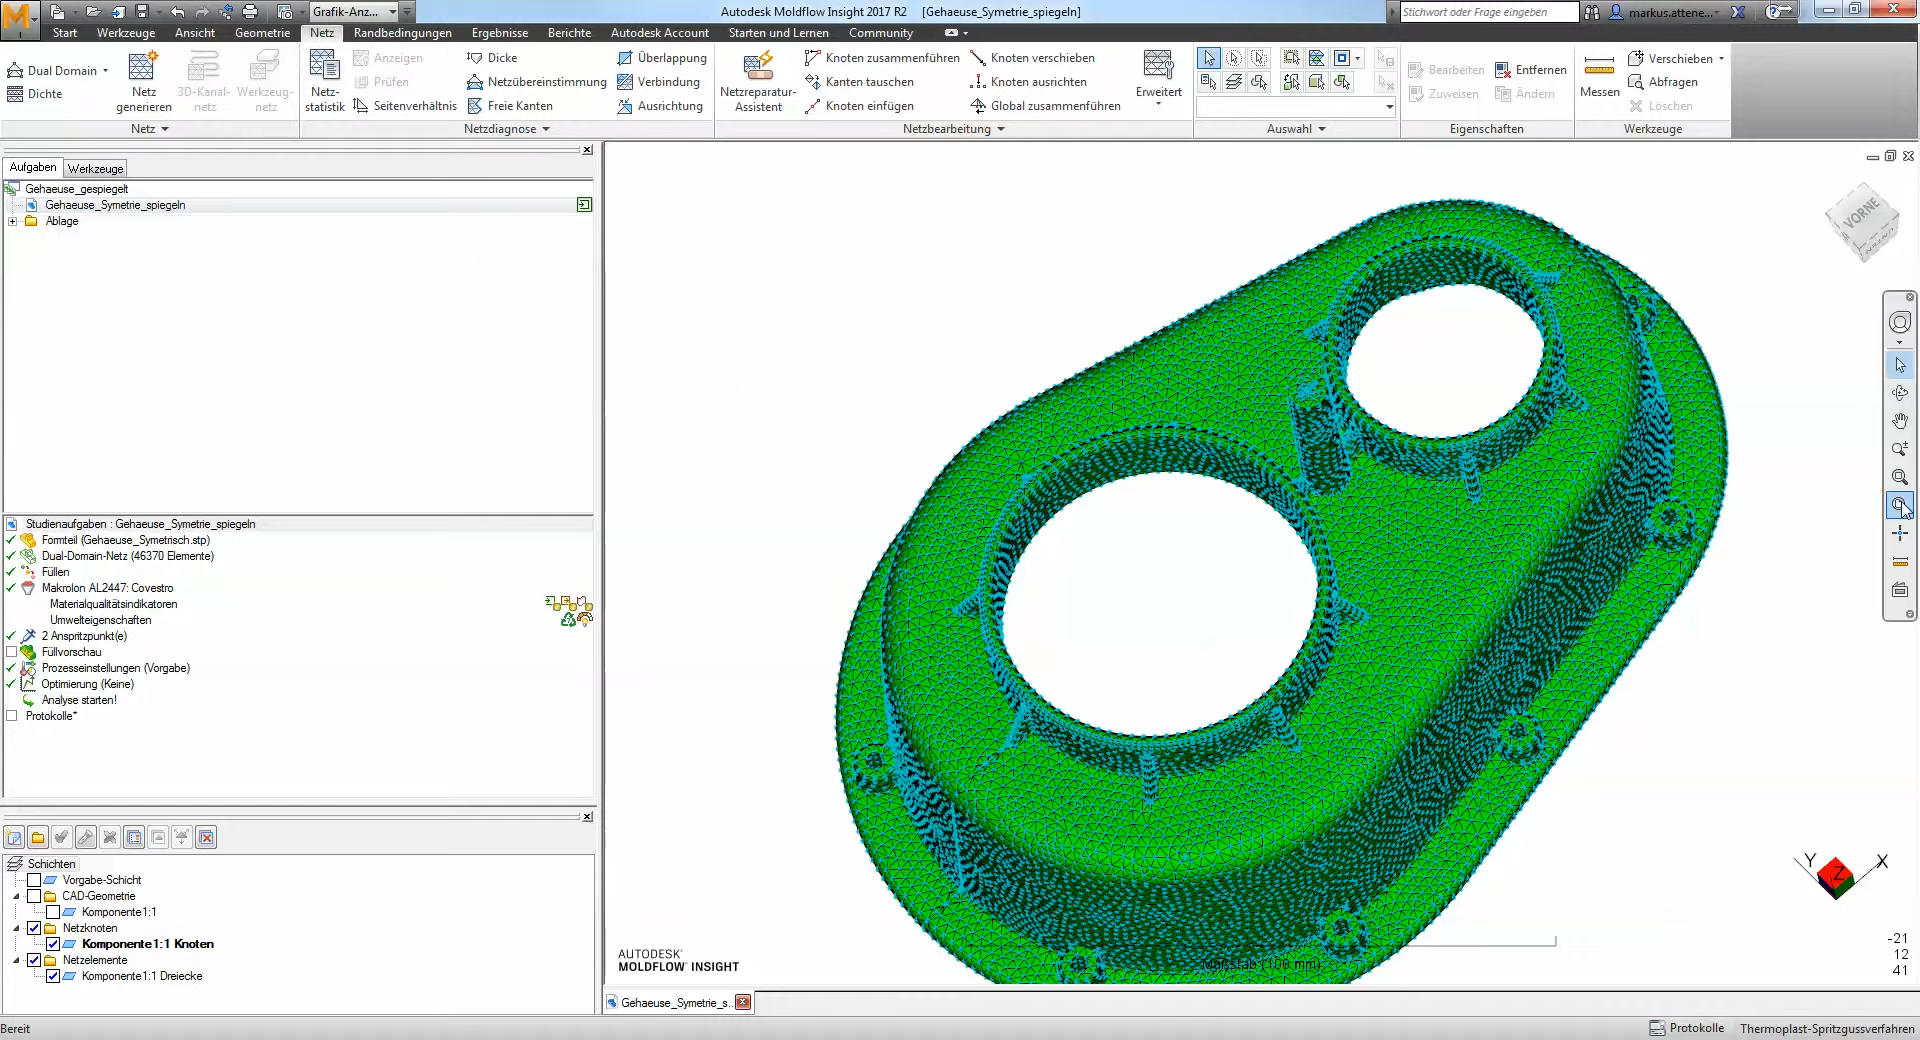 Grafik-Anz...
Autodesk Moldflow Insight 2017 R2 [Gehaeuse_Symetrie_spiegeln]
Stichwort oder Frage eingeben
markus.attene...
Start Werkzeuge Ansicht Geometrie Netz Randbedingungen Ergebnisse Berichte Autodesk Account Starten und Lernen Community
Dual Domain
Dichte
Netz generieren
3D-Kanal-netz
Werkzeug-netz
Netz
Netz-statistik
Anzeigen
Prüfen
Seitenverhältnis
Dicke
Netzübereinstimmung
Freie Kanten
Überlappung
Verbindung
Ausrichtung
Netzdiagnose
Netzreparatur-Assistent
Knoten zusammenführen
Kanten tauschen
Knoten einfügen
Knoten verschieben
Knoten ausrichten
Global zusammenführen
Erweitert
Netzbearbeitung
Auswahl
Bearbeiten
Zuweisen
Entfernen
Ändern
Eigenschaften
Messen
Verschieben
Abfragen
Löschen
Werkzeuge
Aufgaben Werkzeuge
Gehaeuse_gespiegelt
Gehaeuse_Symetrie_spiegeln
Ablage
Studienaufgaben : Gehaeuse_Symetrie_spiegeln
Formteil (Gehaeuse_Symetrisch.stp)
Dual-Domain-Netz (46370 Elemente)
Füllen
Makrolon AL2447: Covestro
Materialqualitätsindikatoren
Umwelteigenschaften
2 Anspritzpunkt(e)
Füllvorschau
Prozesseinstellungen (Vorgabe)
Optimierung (Keine)
Analyse starten!
Protokolle*
Schichten
Vorgabe-Schicht
CAD-Geometrie
Komponente1:1
Netzknoten
Komponente1:1 Knoten
Netzelemente
Komponente1:1 Dreiecke
VORNE
UNTEN
Y
Z
X
-21
12
41
AUTODESK®
MOLDFLOW® INSIGHT
Maßstab (100 mm)
Gehaeuse_Symetrie_s...
Bereit
Protokolle
Thermoplast-Spritzgussverfahren